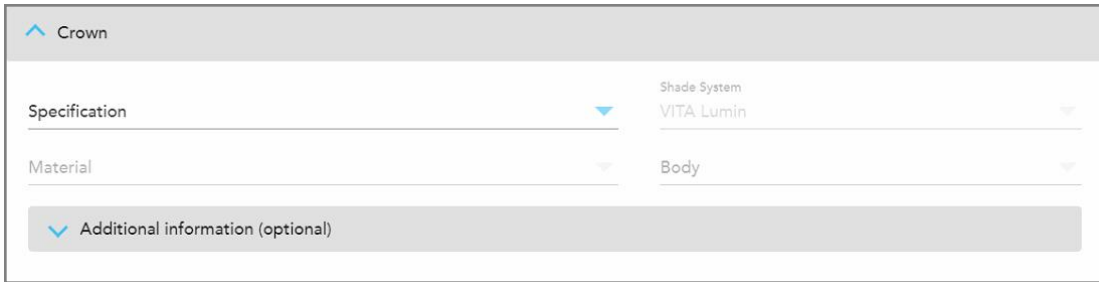 Crown
Specification
Shade System
VITA Lumin
Material
Body
Additional information (optional)